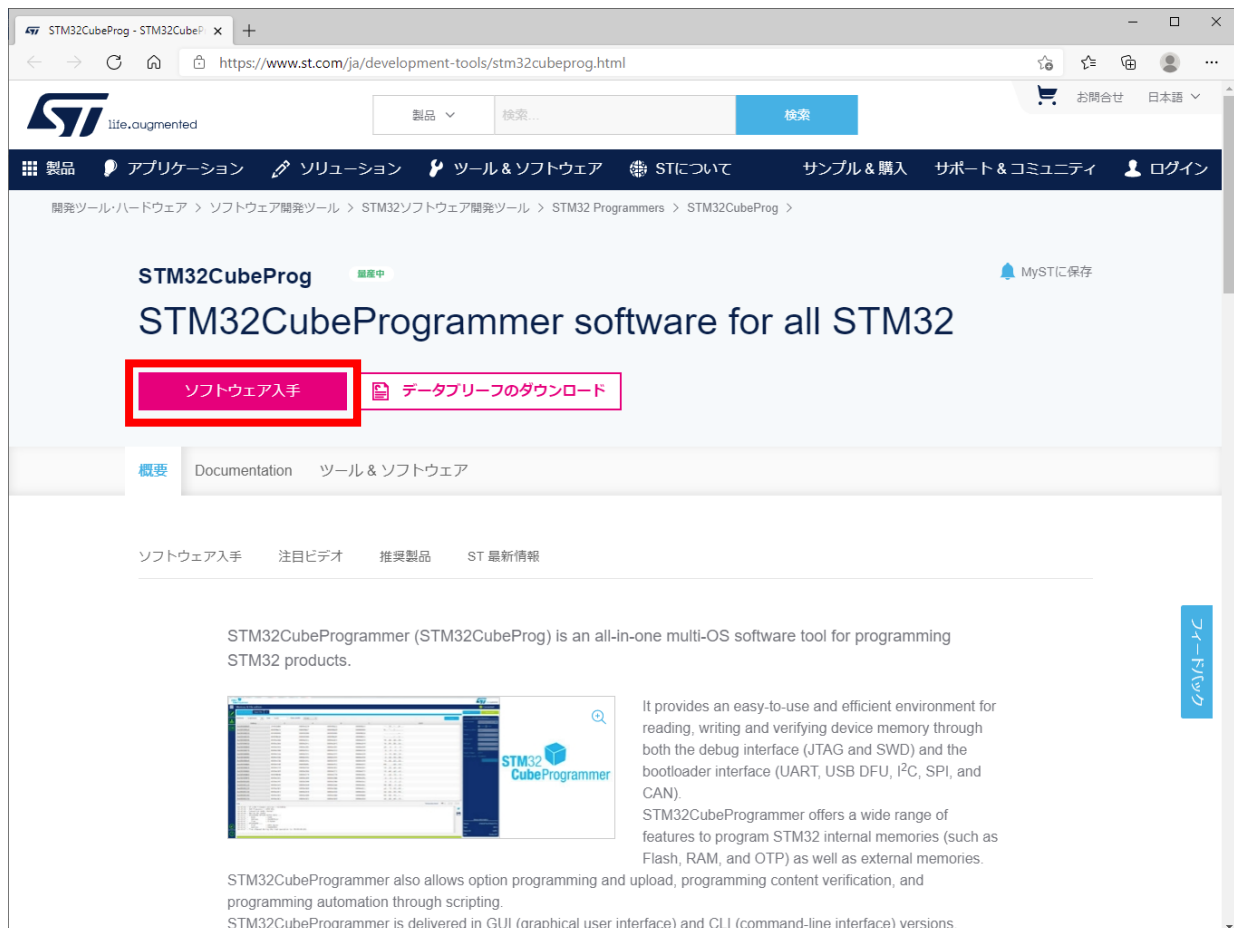 STM32CubeProg - STM32CubeP
https://www.st.com/ja/development-tools/stm32cubeprog.html
ST life.augmented
製品
検索...
検索
お問合せ
日本語
製品 アプリケーション ソリューション ツール & ソフトウェア STについて サンプル & 購入 サポート & コミュニティ ログイン
開発ツール・ハードウェア > ソフトウェア開発ツール > STM32ソフトウェア開発ツール > STM32 Programmers > STM32CubeProg >
STM32CubeProg 量産中
MySTに保存
STM32CubeProgrammer software for all STM32
ソフトウェア入手
データブリーフのダウンロード
概要 Documentation ツール & ソフトウェア
ソフトウェア入手 注目ビデオ 推奨製品 ST 最新情報
フィードバック
STM32CubeProgrammer (STM32CubeProg) is an all-in-one multi-OS software tool for programming
STM32 products.
STM32
CubeProgrammer
It provides an easy-to-use and efficient environment for
reading, writing and verifying device memory through
both the debug interface (JTAG and SWD) and the
bootloader interface (UART, USB DFU, I²C, SPI, and
CAN).
STM32CubeProgrammer offers a wide range of
features to program STM32 internal memories (such as
Flash, RAM, and OTP) as well as external memories.
STM32CubeProgrammer also allows option programming and upload, programming content verification, and
programming automation through scripting.
STM32CubeProgrammer is delivered in GUI (graphical user interface) and CLI (command-line interface) versions.